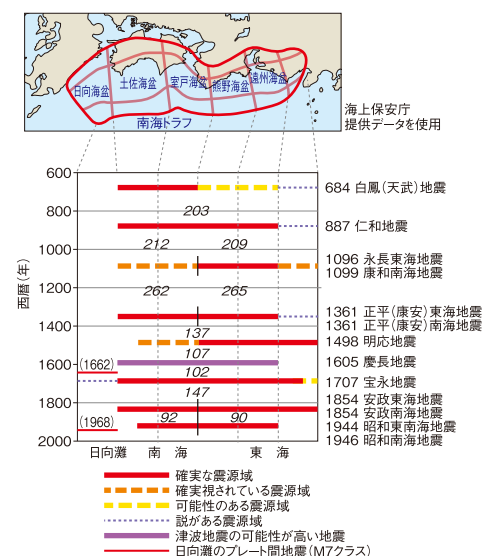 日向海盆
土佐海盆
室戸海盆
熊野海盆
遠州海盆
南海トラフ
海上保安庁
提供データを使用
西暦(年)
600
800
1000
1200
1400
1600
1800
2000
684 白鳳(天武)地震
203
887 仁和地震
212
209
1096 永長東海地震
1099 康和南海地震
262
265
1361 正平(康安)東海地震
1361 正平(康安)南海地震
137
1498 明応地震
107
1605 慶長地震
(1662)
102
1707 宝永地震
147
1854 安政東海地震
1854 安政南海地震
(1968)
92
90
1944 昭和東南海地震
1946 昭和南海地震
日向灘 南 海 東 海
確実な震源域
確実視されている震源域
可能性のある震源域
説がある震源域
津波地震の可能性が高い地震
日向灘のプレート間地震(M7クラス)